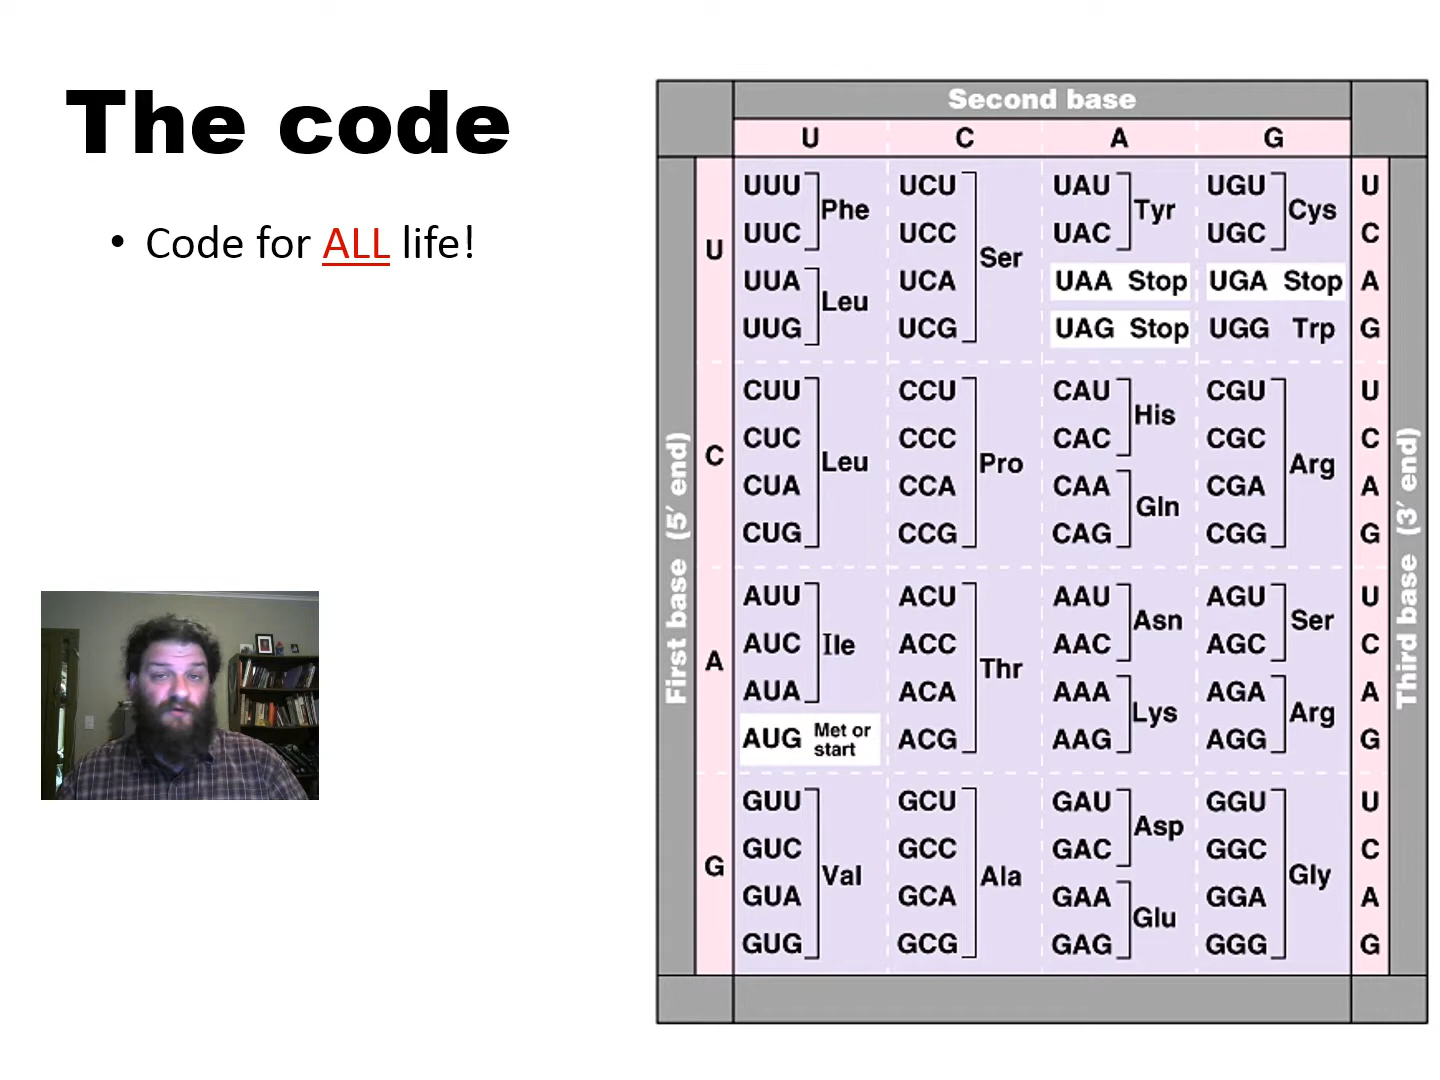 The code
• Code for ALL life!
Second base
U C A G
First base (5′ end)
Third base (3′ end)
U
UUU UCU UAU UGU U
Phe Tyr Cys
UUC UCC UAC UGC C
Ser
UUA UCA UAA Stop UGA Stop A
Leu
UUG UCG UAG Stop UGG Trp G
C
CUU CCU CAU CGU U
His
CUC CCC CAC CGC C
Leu Pro Arg
CUA CCA CAA CGA A
Gln
CUG CCG CAG CGG G
A
AUU ACU AAU AGU U
Asn Ser
AUC Ile ACC AAC AGC C
Thr
AUA ACA AAA AGA A
Lys Arg
AUG Met or start ACG AAG AGG G
G
GUU GCU GAU GGU U
Asp
GUC GCC GAC GGC C
Val Ala Gly
GUA GCA GAA GGA A
Glu
GUG GCG GAG GGG G